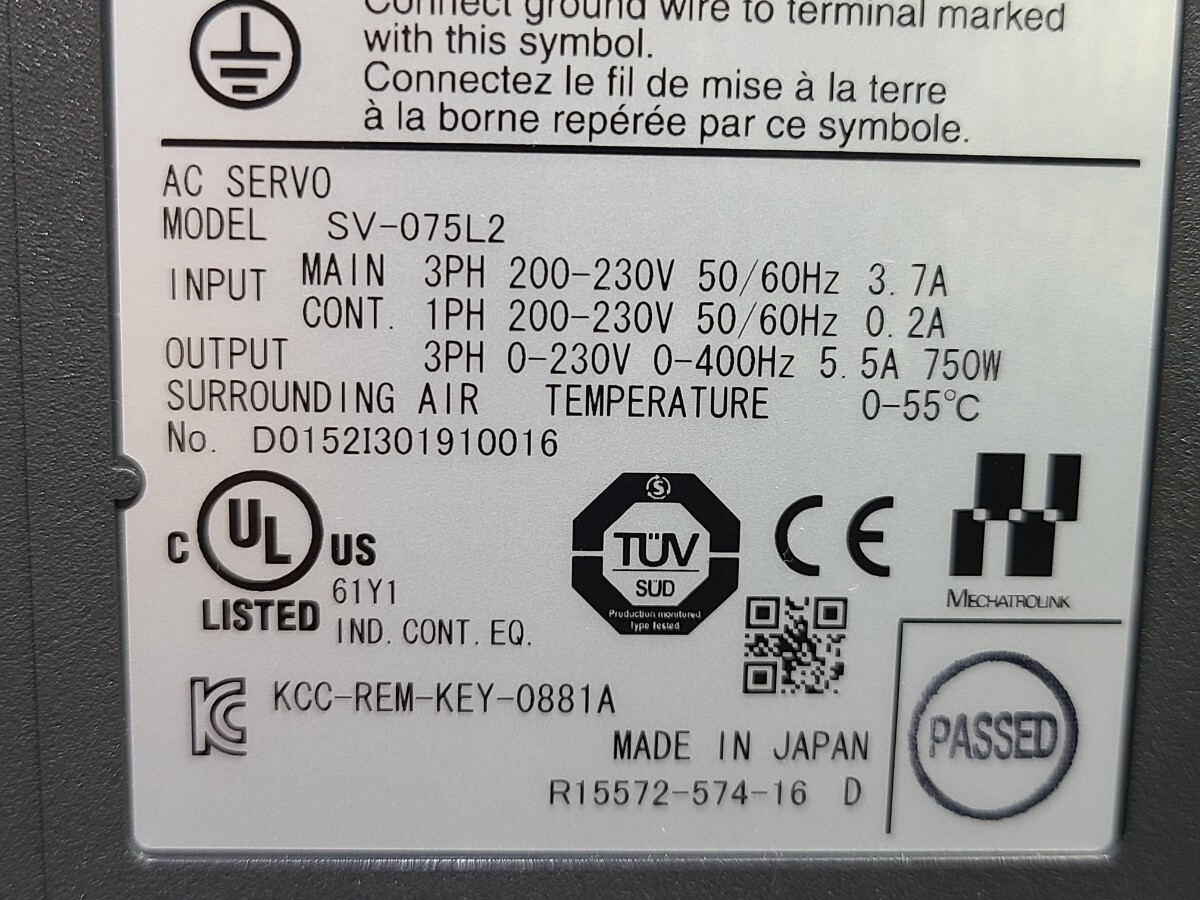 Connect ground wire to terminal marked
with this symbol.
Connectez le fil de mise à la terre
à la borne repérée par ce symbole.
AC SERVO
MODEL SV-075L2
INPUT MAIN 3PH 200-230V 50/60Hz 3.7A
CONT. 1PH 200-230V 50/60Hz 0.2A
OUTPUT 3PH 0-230V 0-400Hz 5.5A 750W
SURROUNDING AIR TEMPERATURE 0-55℃
No. D0152I301910016
C UL US
LISTED
61Y1
IND. CONT. EQ.
S
TÜV
SÜD
Production monitored
Type tested
CE
MECHATROLINK
KC KCC-REM-KEY-0881A
MADE IN JAPAN
R15572-574-16 D
PASSED